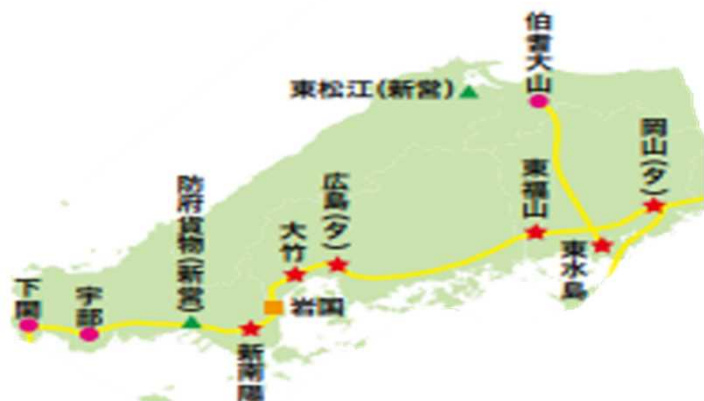 伯耆大山
東松江(新営)
岡山(タ)
東福山
防府貨物(新営)
広島(タ)
大竹
東水島
下関
宇部
岩国
新南陽